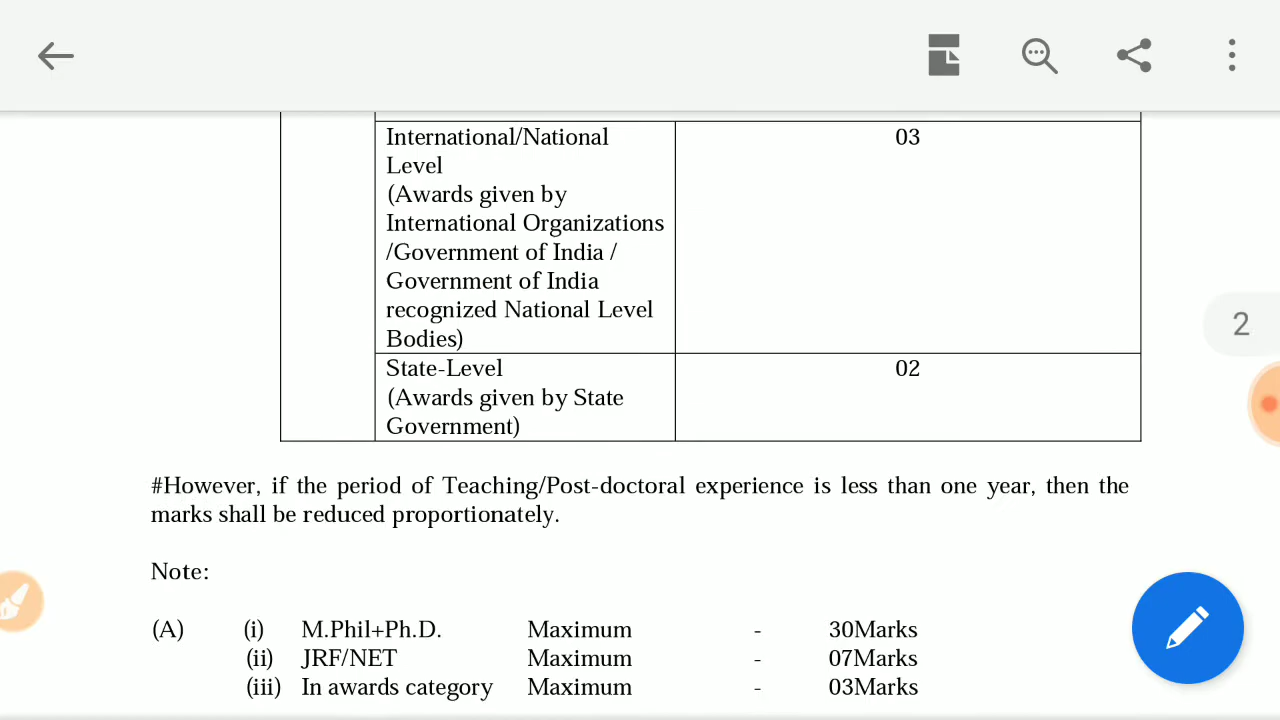 International/National 03
Level
(Awards given by
International Organizations
/Government of India /
Government of India
recognized National Level
Bodies)
State-Level 02
(Awards given by State
Government)
2
#However, if the period of Teaching/Post-doctoral experience is less than one year, then the
marks shall be reduced proportionately.
Note:
(A) (i) M.Phil+Ph.D. Maximum - 30Marks
(ii) JRF/NET Maximum - 07Marks
(iii) In awards category Maximum - 03Marks